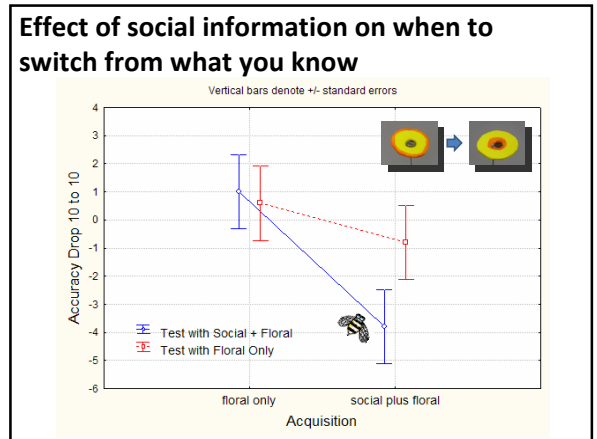 Effect of social information on when to
switch from what you know
Vertical bars denote +/- standard errors
Accuracy Drop 10 to 10
4
3
2
1
0
-1
-2
-3
-4
-5
-6
Test with Social + Floral
Test with Floral Only
floral only
social plus floral
Acquisition